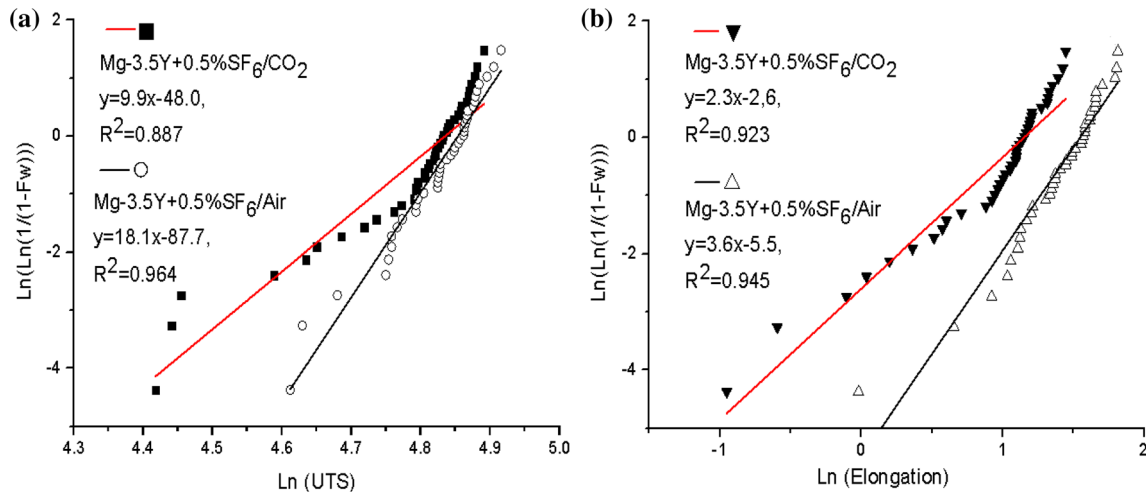 (a)
Ln(Ln(1/(1-Fw)))
2
1
0
-1
-2
-4
Mg-3.5Y+0.5%SF6/CO2
y=9.9x-48.0,
R2=0.887
Mg-3.5Y+0.5%SF6/Air
y=18.1x-87.7,
R2=0.964
4.3 4.4 4.5 4.6 4.7 4.8 4.9 5.0
Ln (UTS)
(b)
Ln(Ln(1/(1-Fw)))
2
1
0
-1
-2
-4
Mg-3.5Y+0.5%SF6/CO2
y=2.3x-2,6,
R2=0.923
Mg-3.5Y+0.5%SF6/Air
y=3.6x-5.5,
R2=0.945
-1 0 1 2
Ln (Elongation)